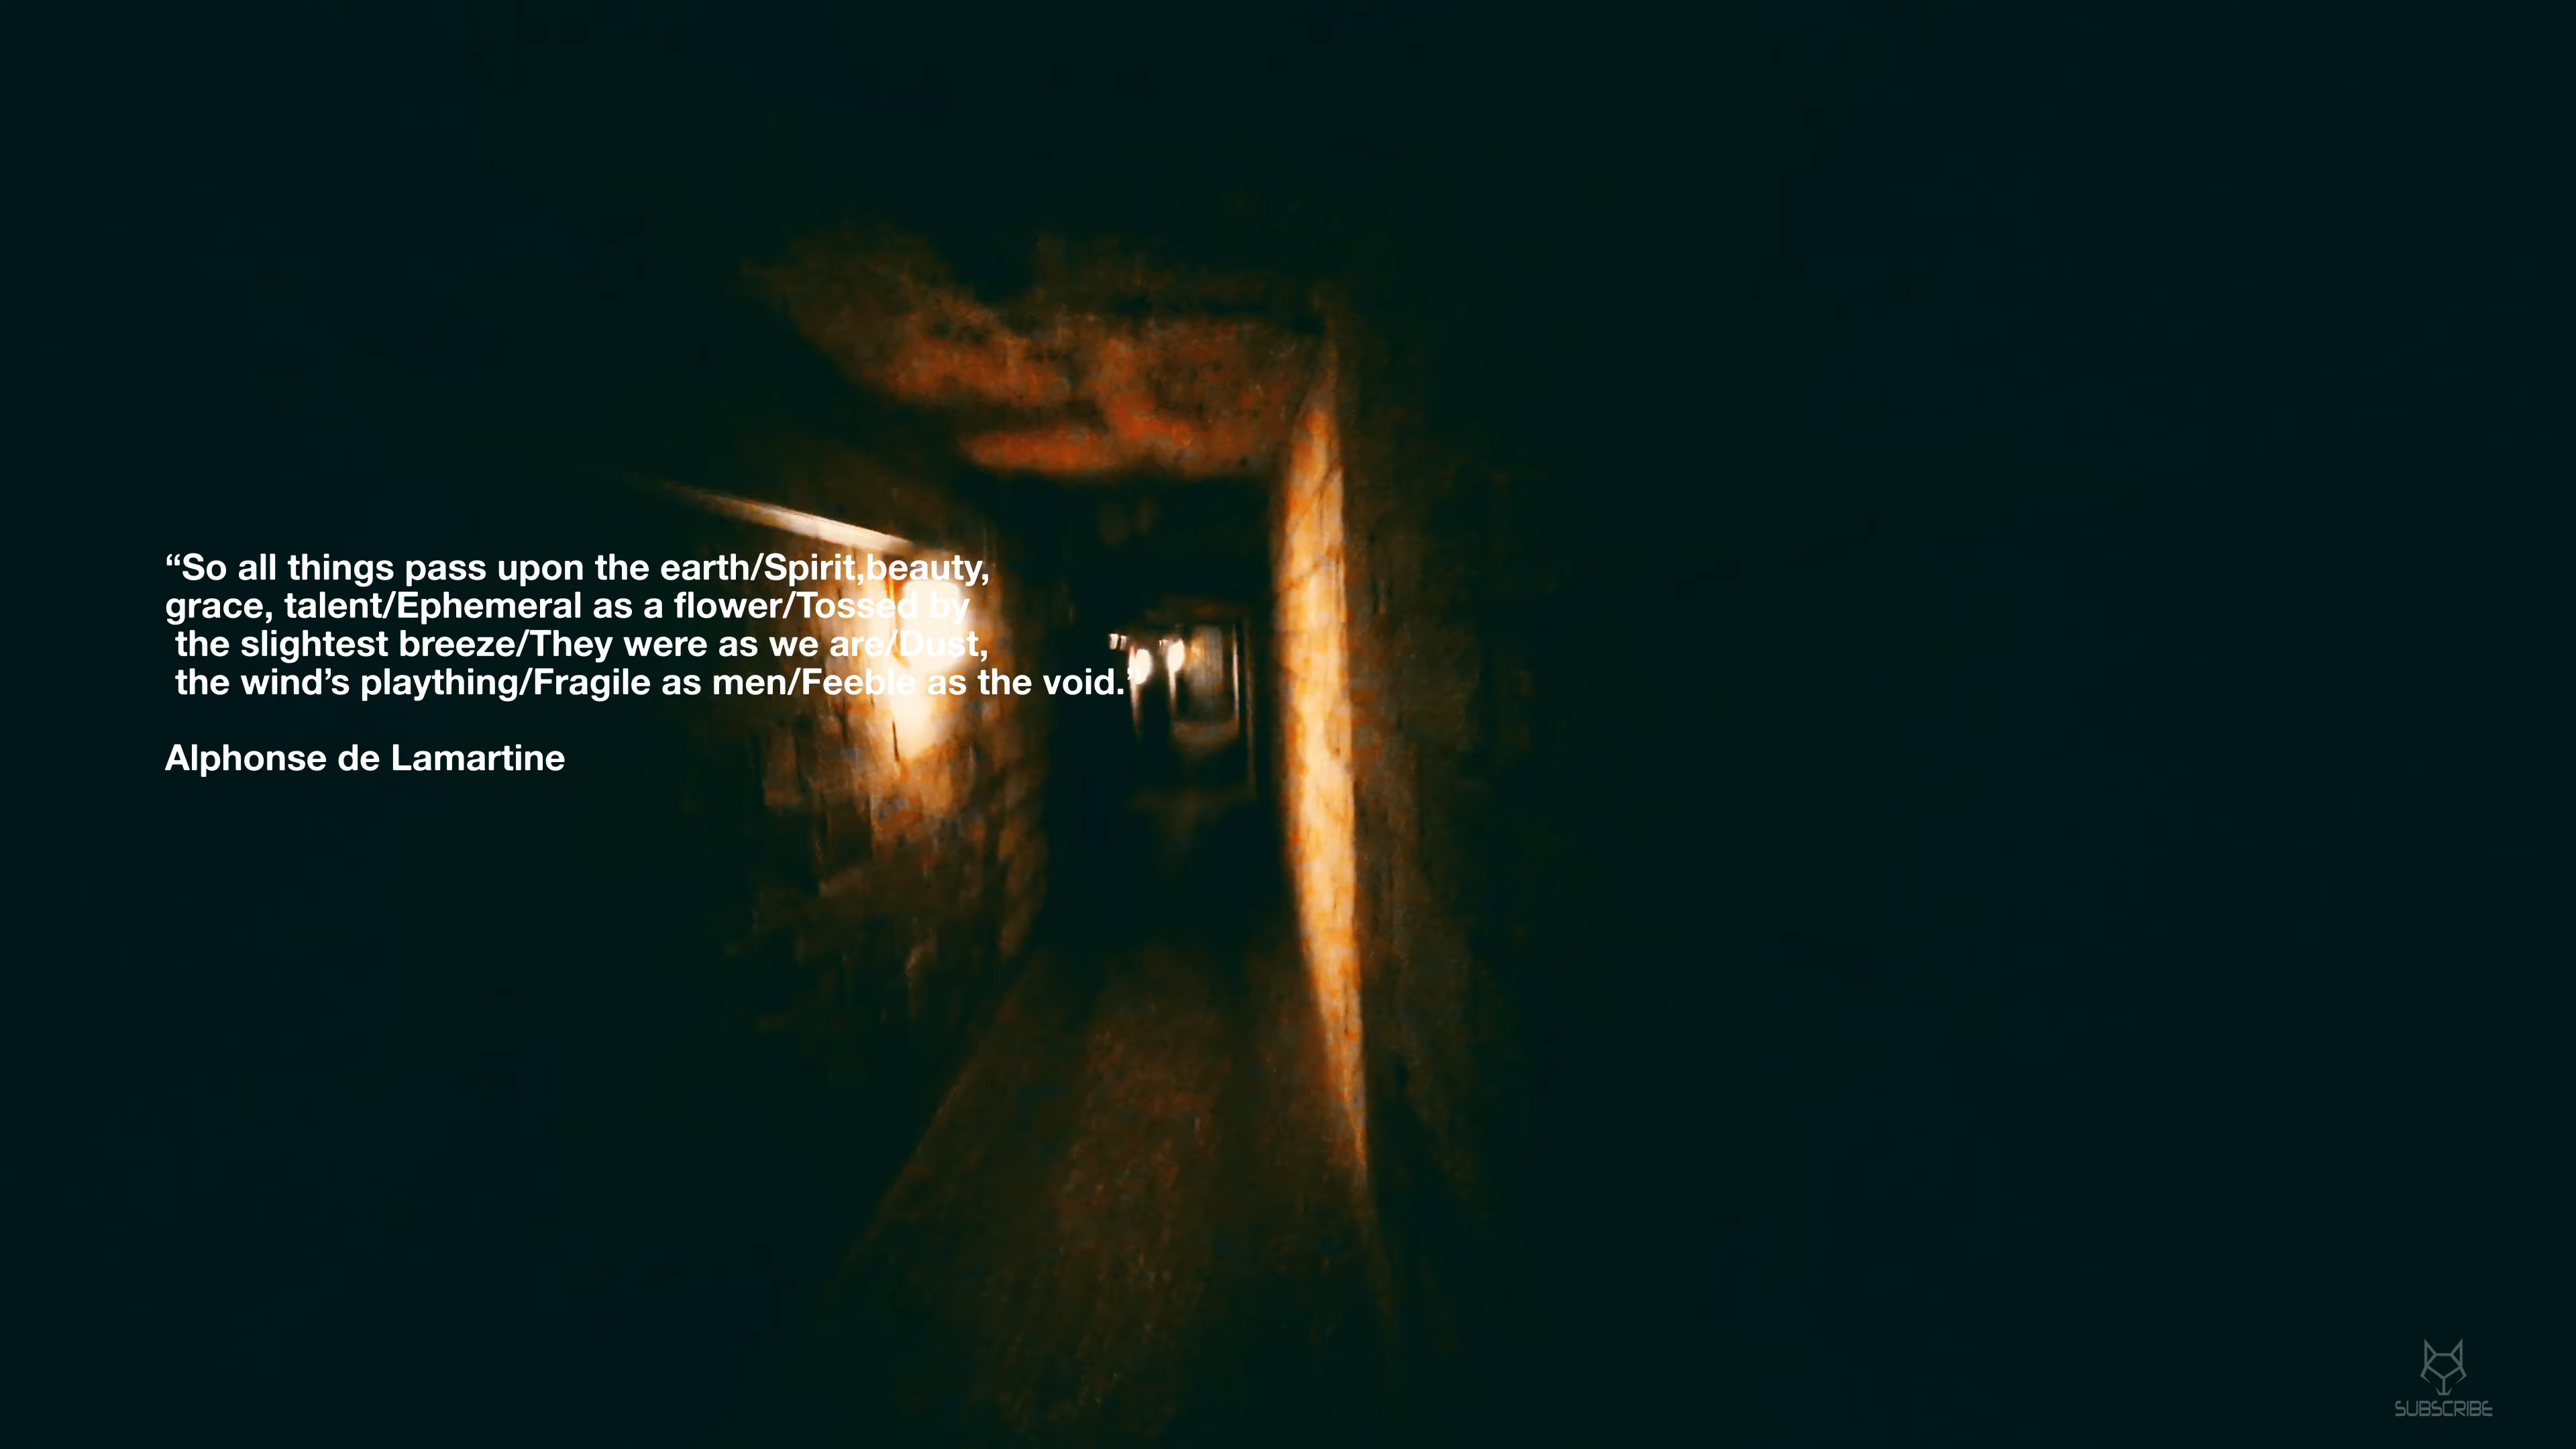 “So all things pass upon the earth/Spirit,beauty,
grace, talent/Ephemeral as a flower/Tossed by
the slightest breeze/They were as we are/Dust,
the wind’s plaything/Fragile as men/Feeble as the void.”
Alphonse de Lamartine
SUBSCRIBE